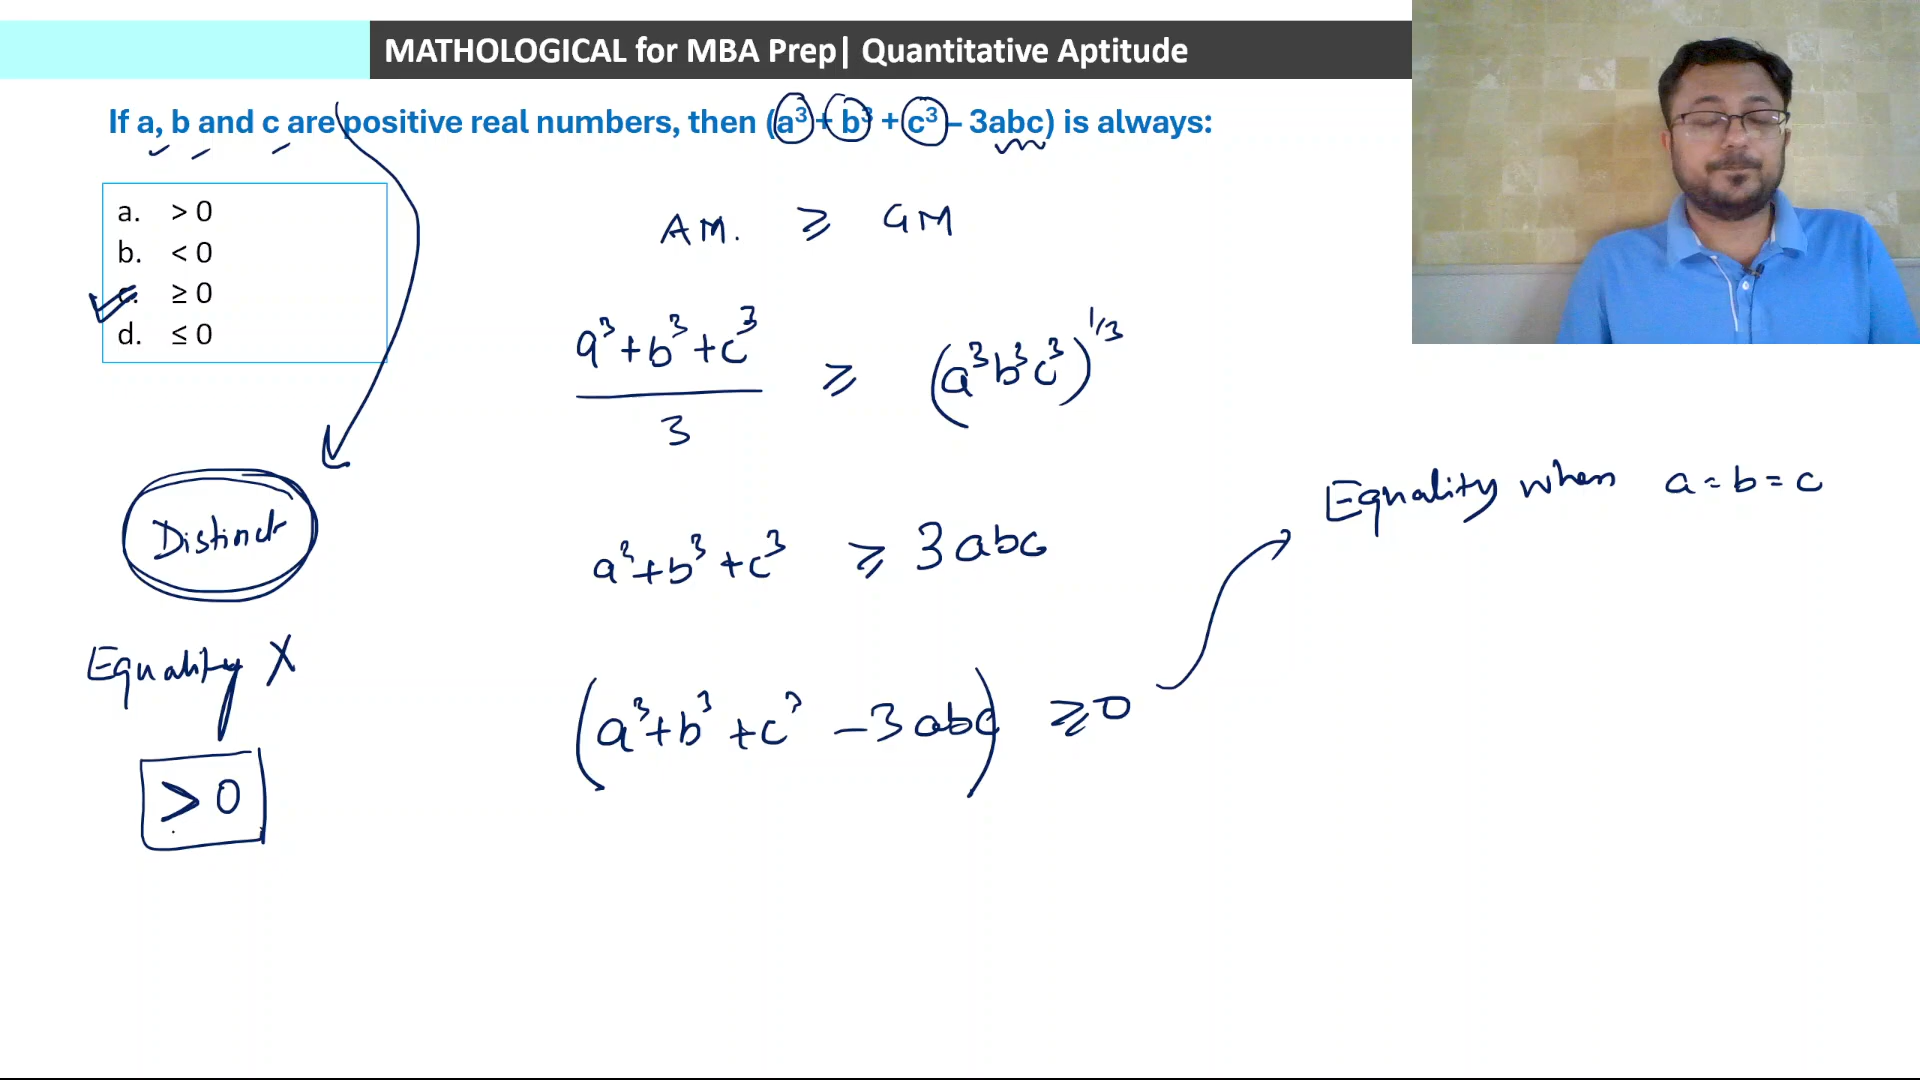 MATHOLOGICAL for MBA Prep| Quantitative Aptitude
If a, b and c are positive real numbers, then (a³ + b³ + c³ – 3abc) is always:
a. > 0
b. < 0
c. ≥ 0
d. ≤ 0
AM. ≥ GM
a³+b³+c³ / 3 ≥ (a³b³c³)^1/3
a³+b³+c³ ≥ 3abc
(a³+b³+c³ −3abc) ≥0
Equality when a=b=c
Distinct
Equality X
> 0